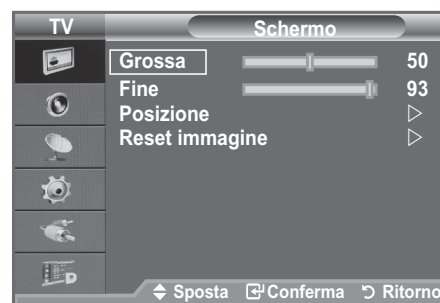 TV Schermo
Grossa 50
Fine 93
Posizione
Reset immagine
Sposta Conferma Ritorno